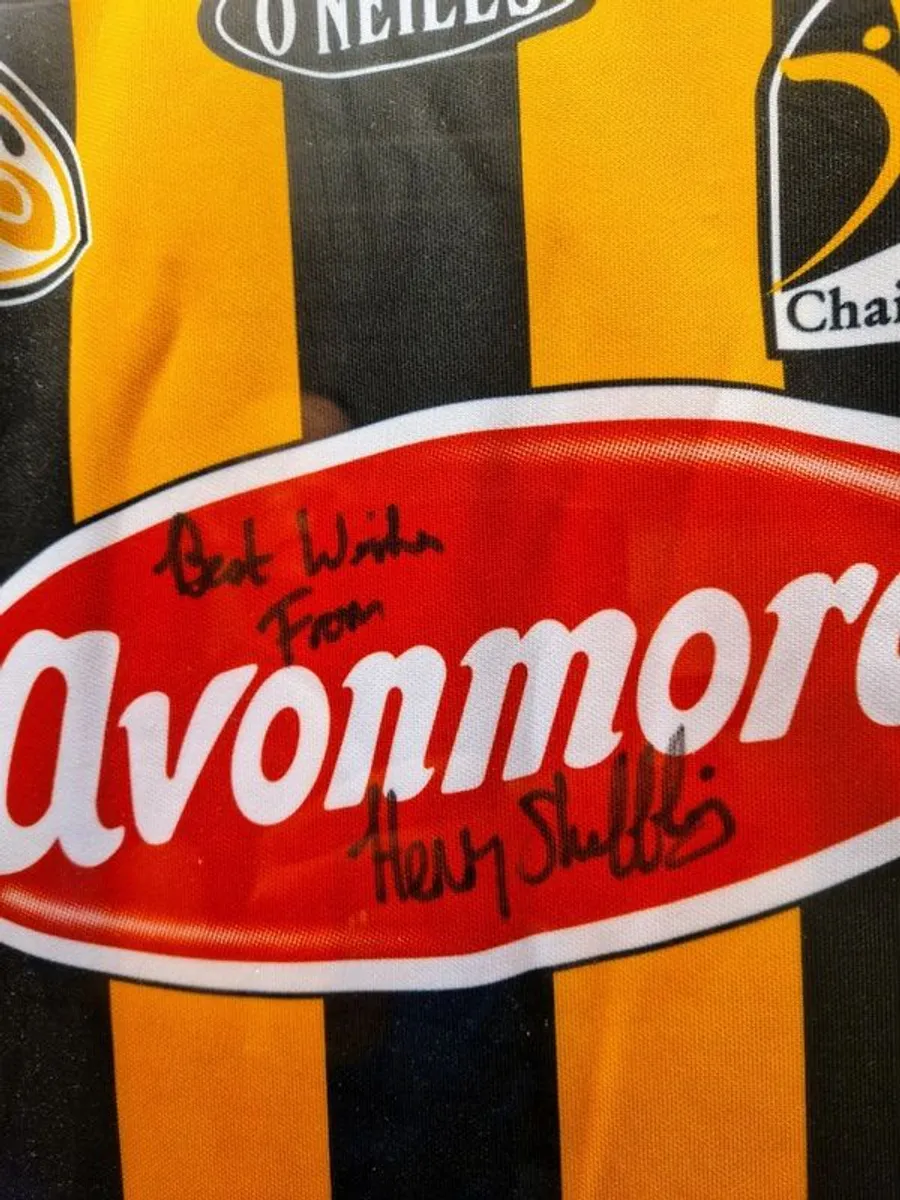 O'NEILLS
Chai
Best Wishes
From
avonmore
Henry Shefflin